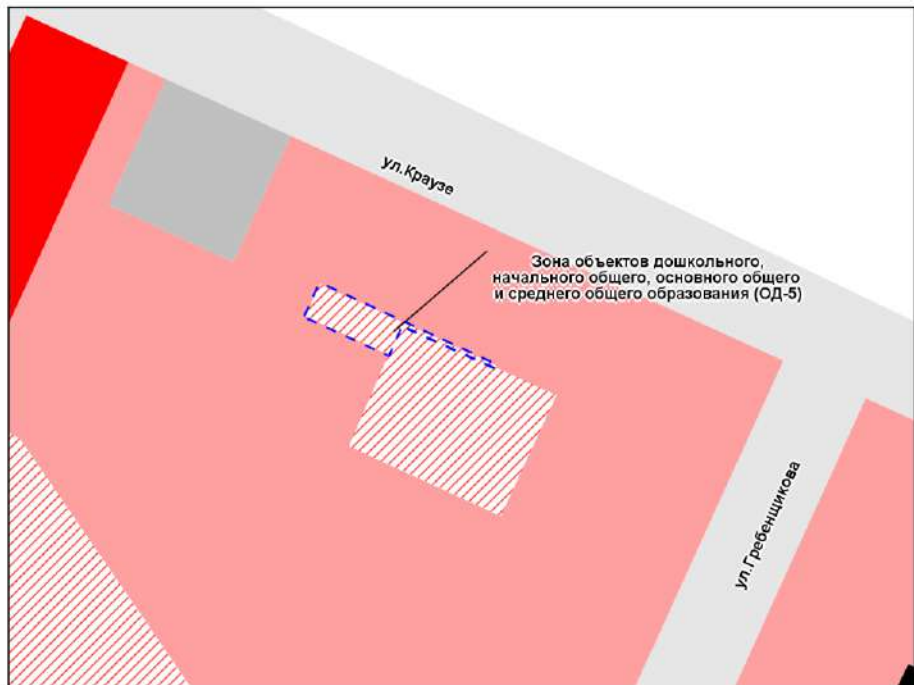 ул.Краузе
Зона объектов дошкольного,
начального общего, основного общего
и среднего общего образования (ОД-5)
ул.Гребенщикова